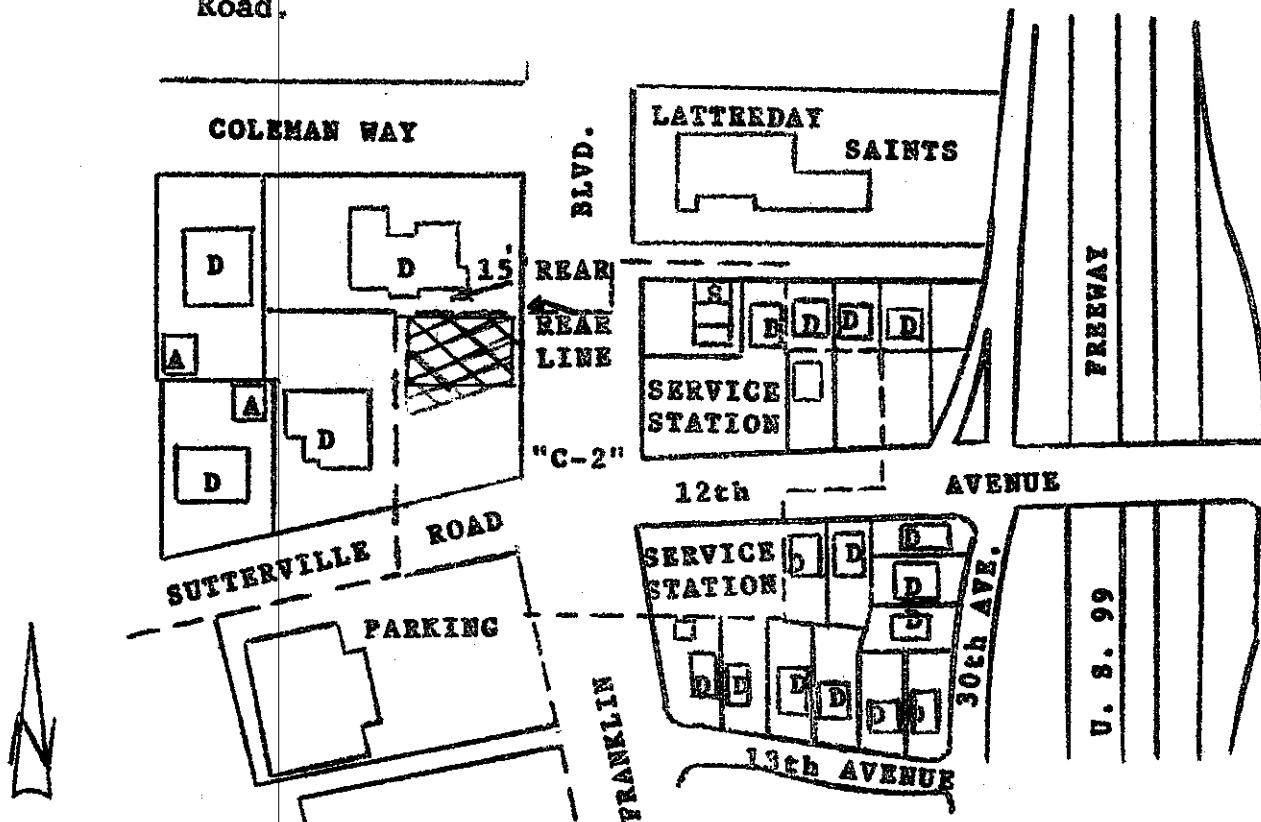 Road.
COLEMAN WAY
BLVD.
LATTREDAY
SAINTS
D
D
15' REAR
REAR
LINE
A
A
D
D
S
D
D
D
D
SERVICE
STATION
"C-2"
FREEWAY
12th
AVENUE
SUTTERVILLE
ROAD
SERVICE
STATION
D
D
D
D
D
PARKING
30th AVE.
U. S. 99
D
D
D
D
D
D
FRANKLIN
13th AVENUE
N